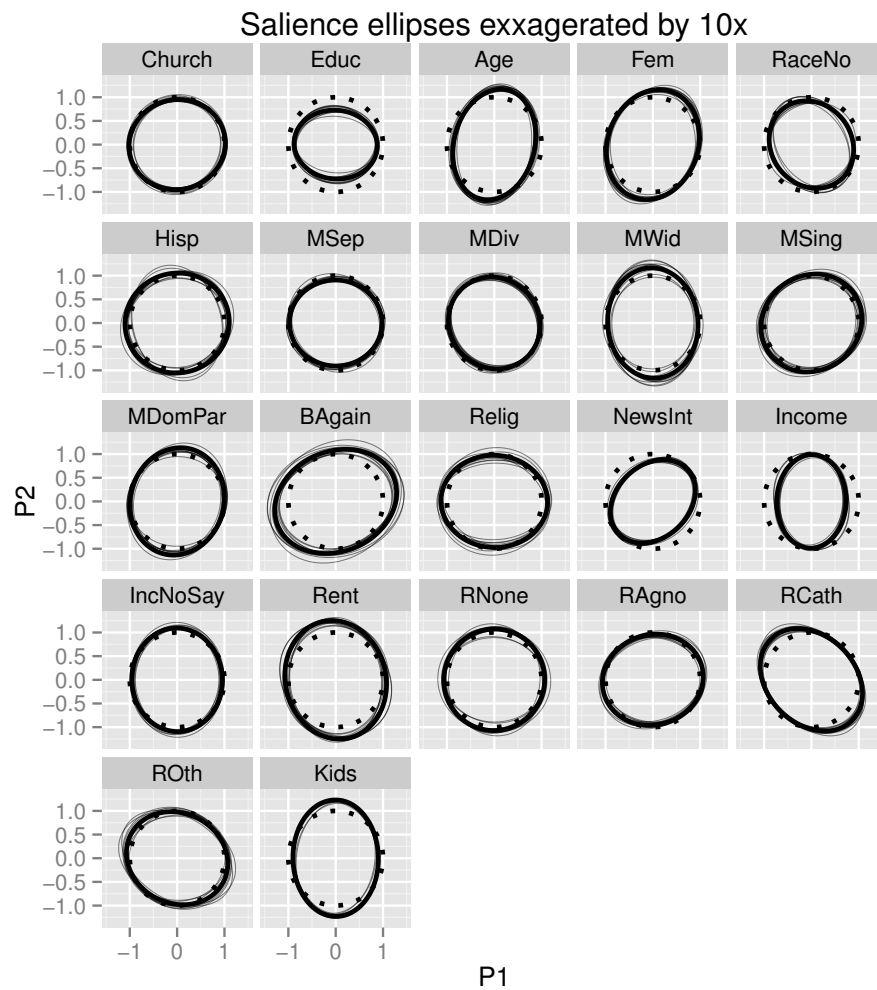 Salience ellipses exxagerated by 10x
Church Educ Age Fem RaceNo
1.0
0.5
0.0
−0.5
−1.0
Hisp MSep MDiv MWid MSing
1.0
0.5
0.0
−0.5
−1.0
MDomPar BAgain Relig NewsInt Income
1.0
0.5
0.0
−0.5
−1.0
P2
IncNoSay Rent RNone RAgno RCath
1.0
0.5
0.0
−0.5
−1.0
ROth Kids
1.0
0.5
0.0
−0.5
−1.0
−1 0 1 −1 0 1
P1